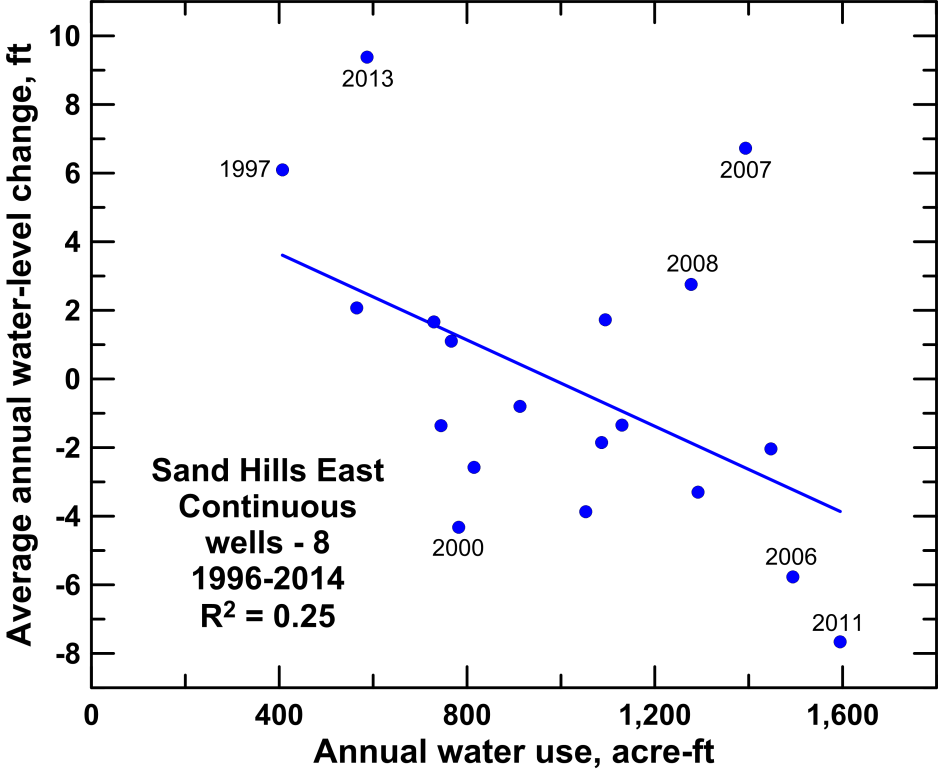 Average annual water-level change, ft
10
8
6
4
2
0
-2
-4
-6
-8
2013
1997
2007
2008
2000
2006
2011
Sand Hills East
Continuous
wells - 8
1996-2014
R² = 0.25
0 400 800 1,200 1,600
Annual water use, acre-ft